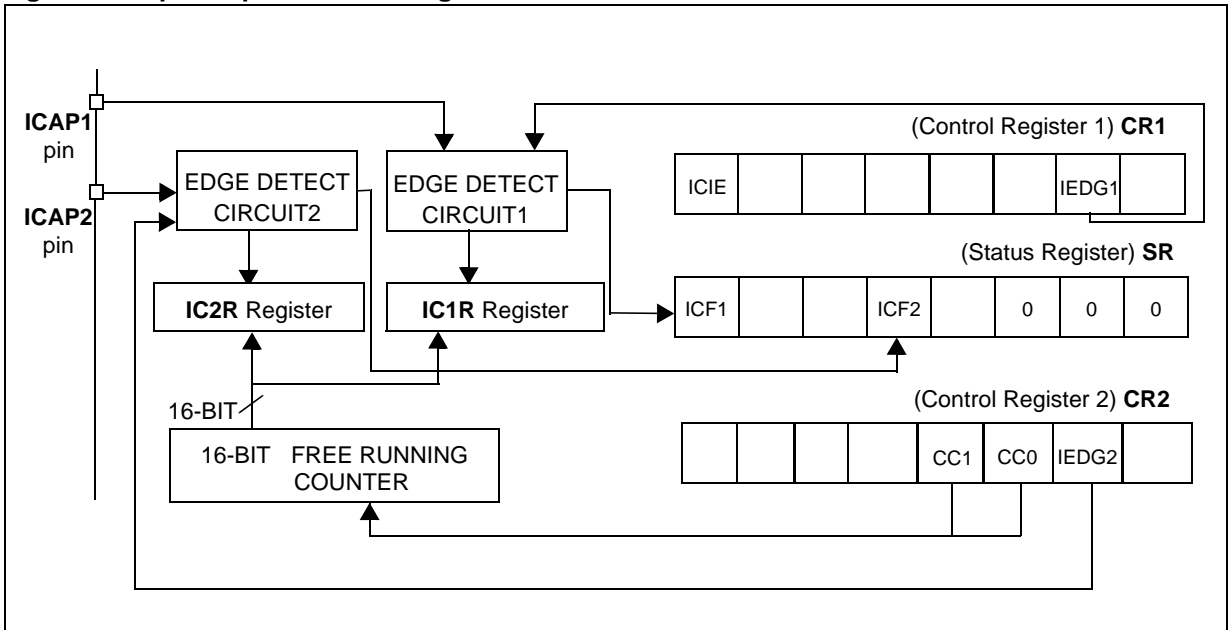 ICAP1
pin
ICAP2
pin
EDGE DETECT
CIRCUIT2
EDGE DETECT
CIRCUIT1
IC2R Register
IC1R Register
16-BIT
16-BIT FREE RUNNING
COUNTER
(Control Register 1) CR1
ICIE
IEDG1
(Status Register) SR
ICF1
ICF2
0
0
0
(Control Register 2) CR2
CC1
CC0
IEDG2